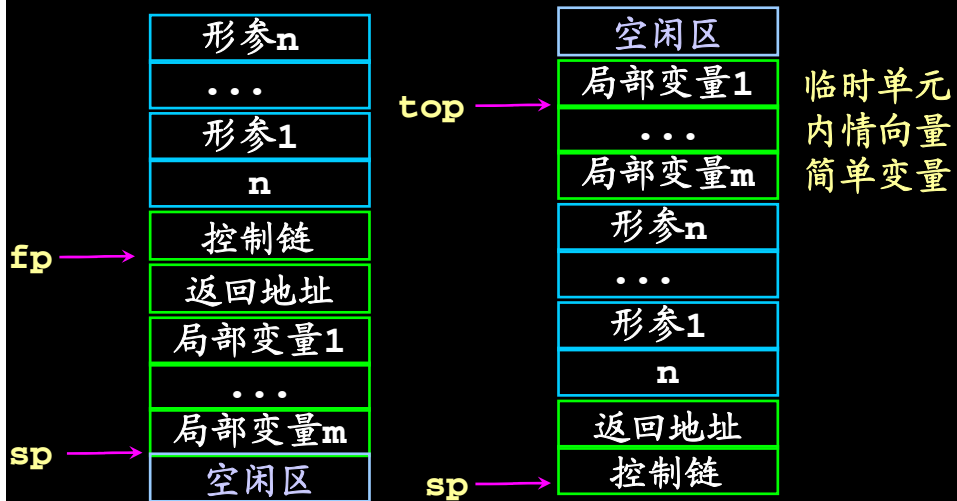 形参n
...
形参1
n
fp
控制链
返回地址
局部变量1
...
sp
局部变量m
空闲区
空闲区
top
局部变量1
临时单元
...
内情向量
局部变量m
简单变量
形参n
...
形参1
n
返回地址
sp
控制链